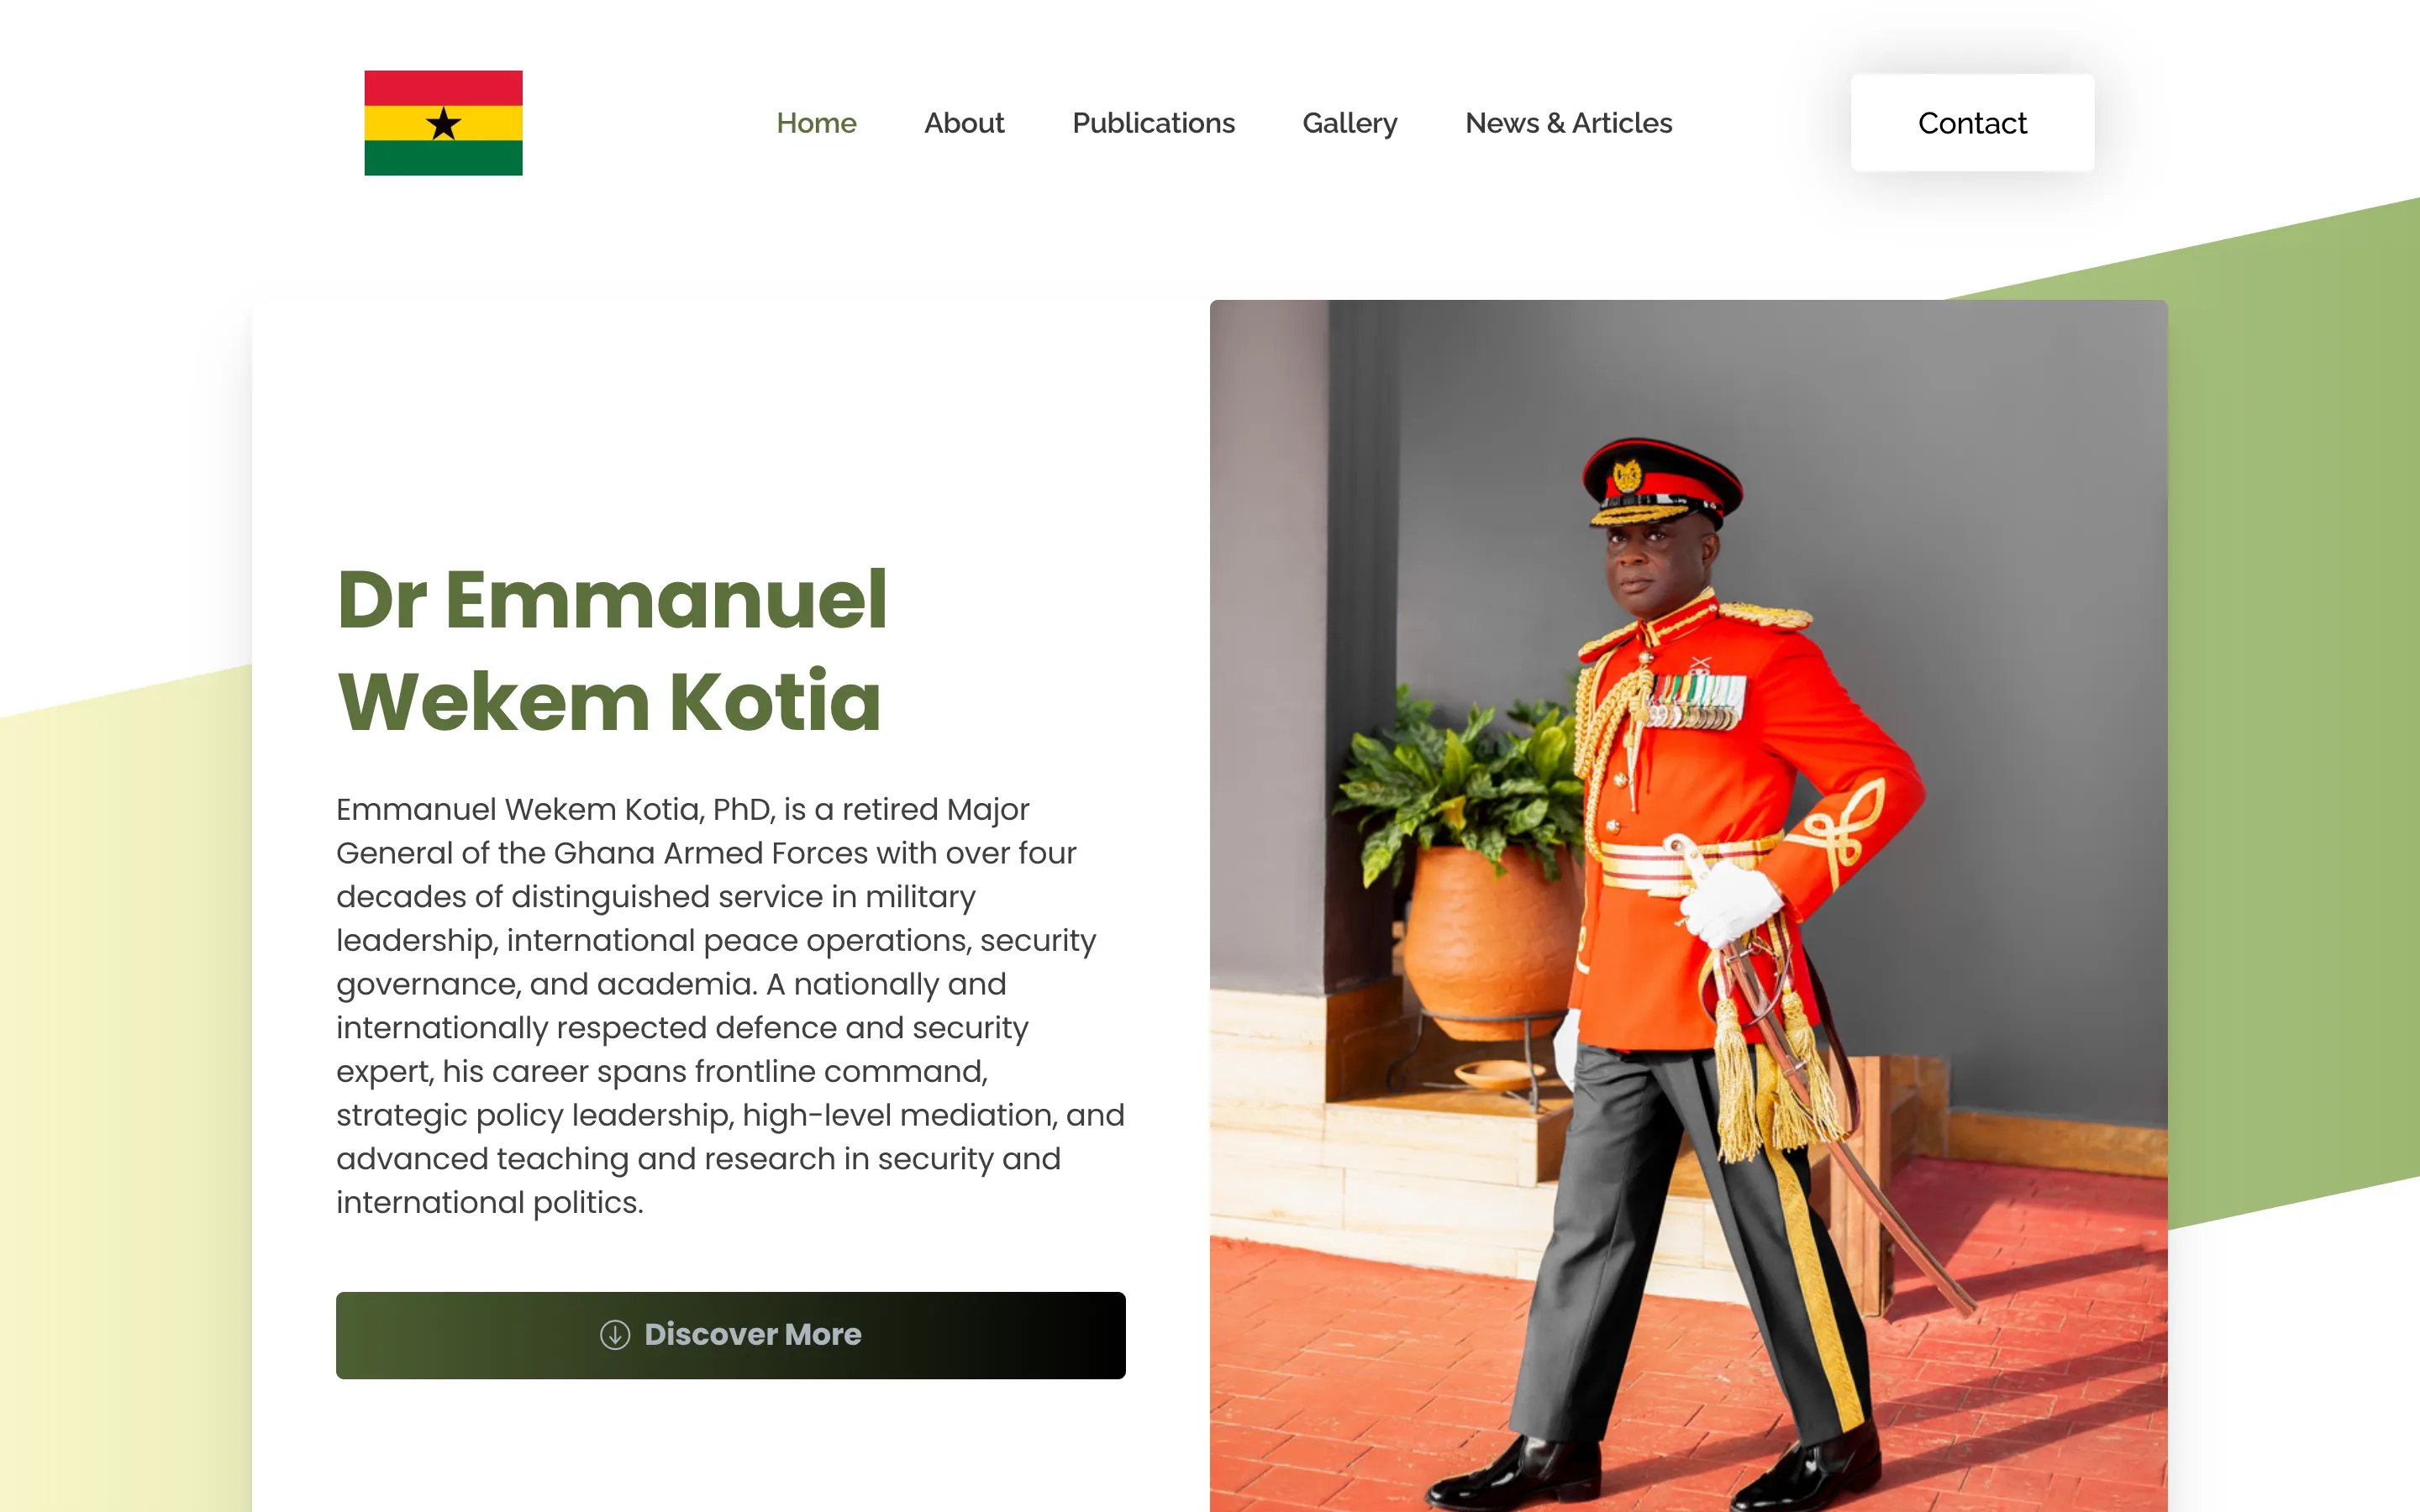 Home About Publications Gallery News & Articles Contact
Dr Emmanuel
Wekem Kotia
Emmanuel Wekem Kotia, PhD, is a retired Major
General of the Ghana Armed Forces with over four
decades of distinguished service in military
leadership, international peace operations, security
governance, and academia. A nationally and
internationally respected defence and security
expert, his career spans frontline command,
strategic policy leadership, high-level mediation, and
advanced teaching and research in security and
international politics.
Discover More